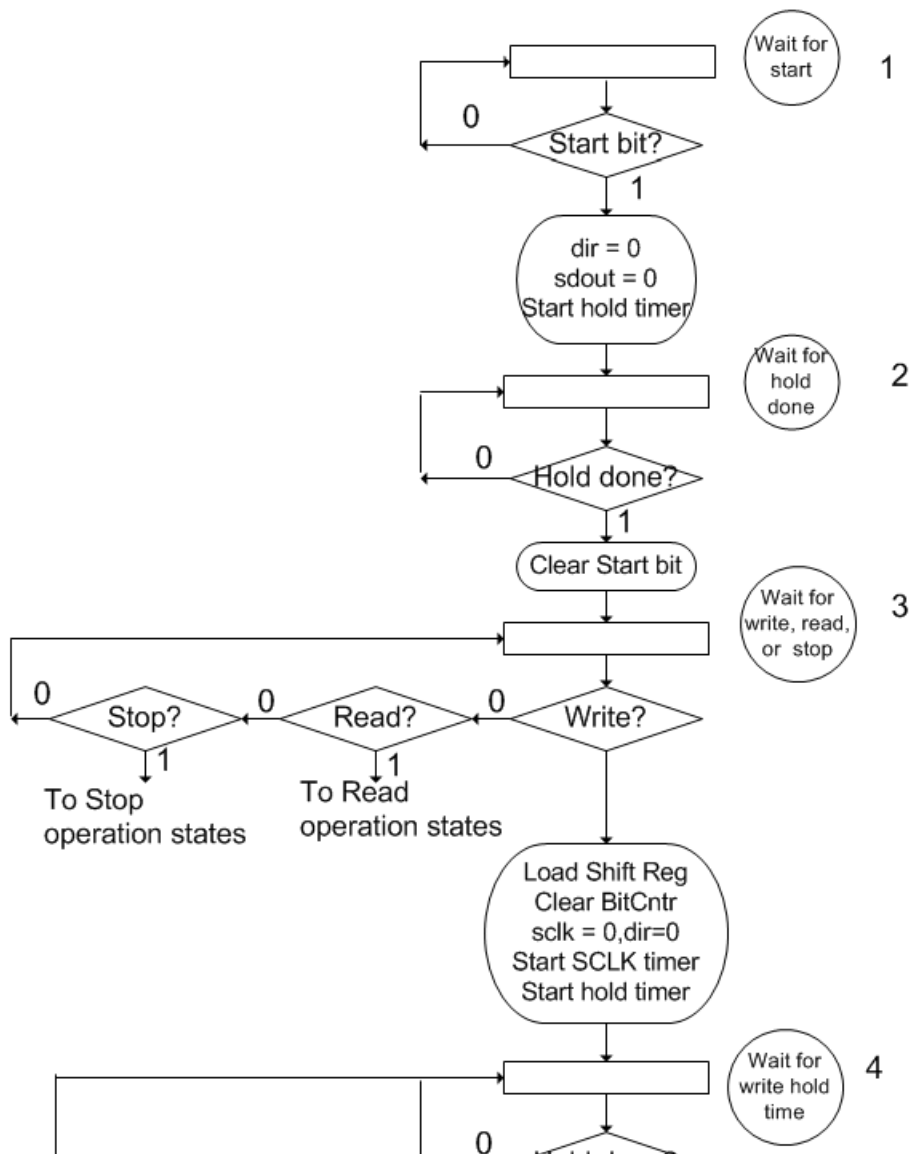 Wait for
start
1
0
Start bit?
1
dir = 0
sdout = 0
Start hold timer
Wait for
hold
done
2
0
Hold done?
1
Clear Start bit
Wait for
write, read,
or stop
3
0
Stop?
0
Read?
0
Write?
1
To Stop
operation states
1
To Read
operation states
Load Shift Reg
Clear BitCntr
sclk = 0,dir=0
Start SCLK timer
Start hold timer
Wait for
write hold
time
4
0